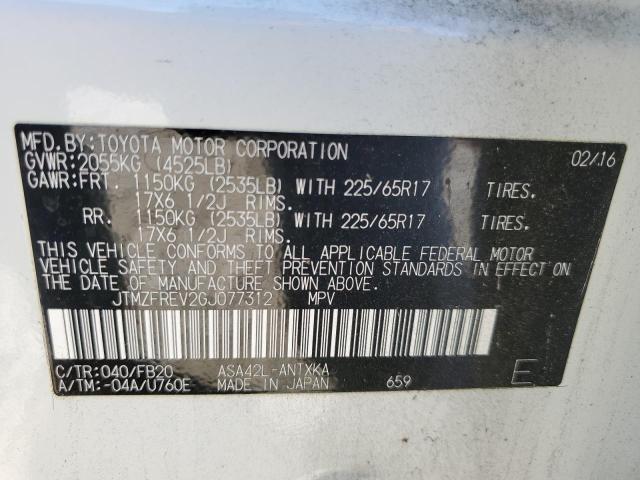 MFD.BY:TOYOTA MOTOR CORPORATION 02/16
GVWR:2055KG (4525LB)
GAWR:FRT. 1150KG (2535LB) WITH 225/65R17 TIRES.
17X6 1/2J RIMS.
RR. 1150KG (2535LB) WITH 225/65R17 TIRES.
17X6 1/2J RIMS.
THIS VEHICLE CONFORMS TO ALL APPLICABLE FEDERAL MOTOR
VEHICLE SAFETY AND THEFT PREVENTION STANDARDS IN EFFECT ON
THE DATE OF MANUFACTURE SHOWN ABOVE.
JTMZFREV2GJ077312 MPV
C/TR:040/FB20 ASA42L-ANTXKA
A/TM:-04A/U760E MADE IN JAPAN 659 E